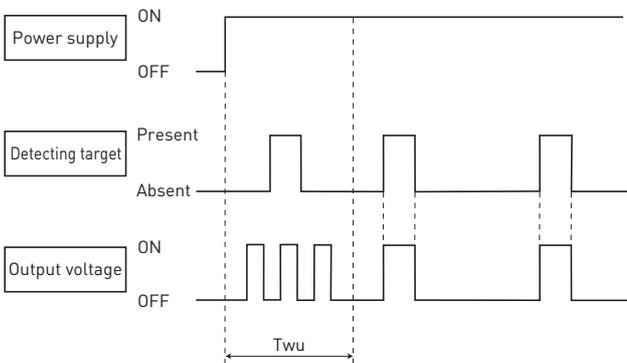 Power supply
ON
OFF
Detecting target
Present
Absent
Output voltage
ON
OFF
Twu